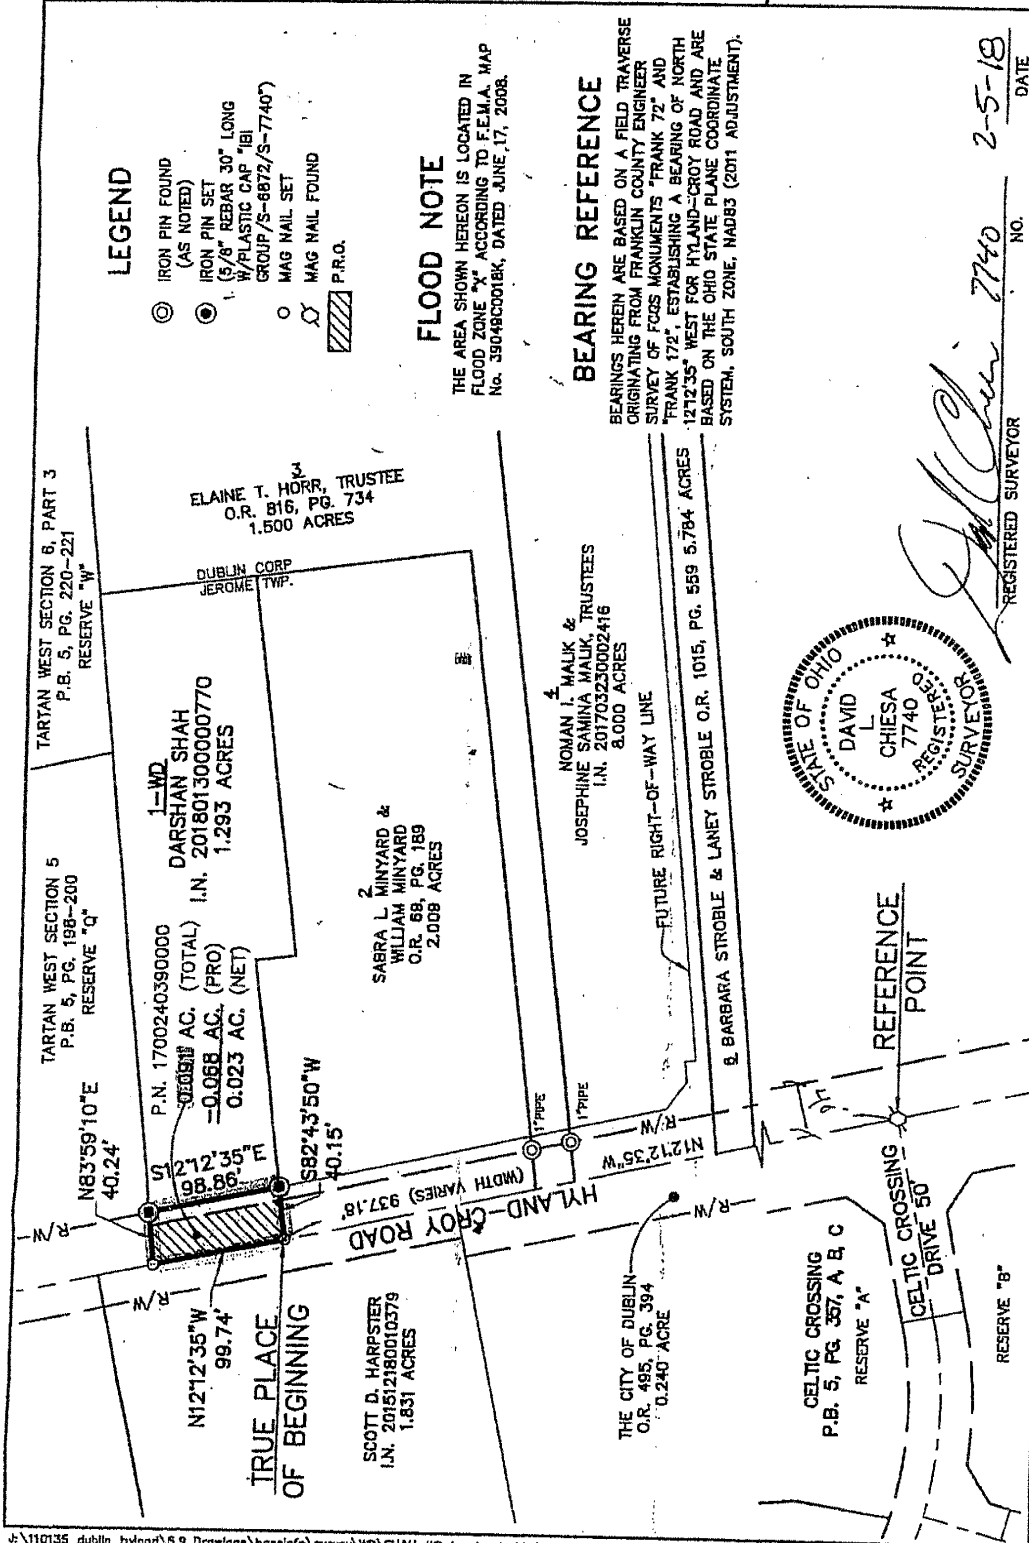 TARTAN WEST SECTION 5
P.B. 5, PG. 198-200
RESERVE "Q"
TARTAN WEST SECTION 6, PART 3
P.B. 5, PG. 220-221
RESERVE "W"
LEGEND
IRON PIN FOUND
(AS NOTED)
IRON PIN SET
1. (5/8" REBAR 30" LONG
W/PLASTIC CAP "IBI
GROUP/S-6872/S-7740")
MAG NAIL SET
MAG NAIL FOUND
P.R.O.
N83°59'10"E
40.24'
P.N. 1700240390000
AC. (TOTAL)
-0.068 AC. (PRO)
0.023 AC. (NET)
1-WD
DARSHAN SHAH
I.N. 201801300000770
1.293 ACRES
S12°12'35"E
98.86'
S82°43'50"W
40.15'
N12°12'35"W
99.74'
TRUE PLACE
OF BEGINNING
DUBLIN CORP
JEROME TWP.
3
ELAINE T. HORR, TRUSTEE
O.R. 816, PG. 734
1.500 ACRES
2
SABRA L. MINYARD &
WILLIAM MINYARD
O.R. 69, PG. 189
2.009 ACRES
FLOOD NOTE
THE AREA SHOWN HEREON IS LOCATED IN
FLOOD ZONE "X" ACCORDING TO F.E.M.A. MAP
No. 39049C0018K, DATED JUNE 17, 2008.
SCOTT D. HARPSTER
I.N. 201512180010379
1.831 ACRES
R/W
R/W
HYLAND-CROY ROAD
(WIDTH VARIES) 937.18'
N12°12'35"W
1"PIPE
1"PIPE
R/W
R/W
4
NOMAN I. MALIK &
JOSEPHINE SAMINA MALIK, TRUSTEES
I.N. 201703230002416
8.000 ACRES
BEARING REFERENCE
BEARINGS HEREIN ARE BASED ON A FIELD TRAVERSE
ORIGINATING FROM FRANKLIN COUNTY ENGINEER
SURVEY OF FCGS MONUMENTS "FRANK 72" AND
"FRANK 172", ESTABLISHING A BEARING OF NORTH
12°12'35" WEST FOR HYLAND-CROY ROAD AND ARE
BASED ON THE OHIO STATE PLANE COORDINATE
SYSTEM, SOUTH ZONE, NAD83 (2011 ADJUSTMENT).
FUTURE RIGHT-OF-WAY LINE
6 BARBARA STROBLE & LANEY STROBLE O.R. 1015, PG. 559 5.784 ACRES
THE CITY OF DUBLIN
O.R. 495, PG. 394
0.240 ACRE
CELTIC CROSSING
P.B. 5, PG. 357, A, B, C
RESERVE "A"
CELTIC CROSSING
DRIVE 50'
RESERVE "B"
REFERENCE
POINT
STATE OF OHIO
DAVID
L
CHIESA
7740
REGISTERED
SURVEYOR
7740
2-5-18
REGISTERED SURVEYOR
NO.
DATE